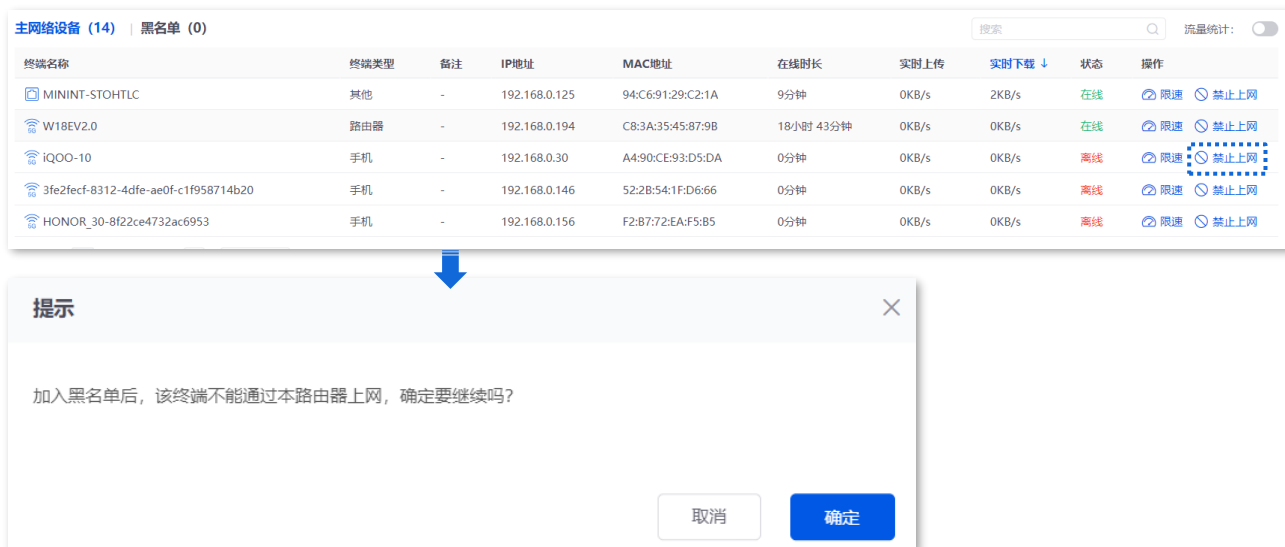 主网络设备（14） | 黑名单（0） 搜索 流量统计：
终端名称 终端类型 备注 IP地址 MAC地址 在线时长 实时上传 实时下载 ↓ 状态 操作
MININT-STOHTLC 其他 - 192.168.0.125 94:C6:91:29:C2:1A 9分钟 0KB/s 2KB/s 在线 限速 禁止上网
5G W18EV2.0 路由器 - 192.168.0.194 C8:3A:35:45:87:9B 18小时 43分钟 0KB/s 0KB/s 在线 限速 禁止上网
5G iQOO-10 手机 - 192.168.0.30 A4:90:CE:93:D5:DA 0分钟 0KB/s 0KB/s 离线 限速 禁止上网
5G 3fe2fecf-8312-4dfe-ae0f-c1f958714b20 手机 - 192.168.0.146 52:2B:54:1F:D6:66 0分钟 0KB/s 0KB/s 离线 限速 禁止上网
5G HONOR_30-8f22ce4732ac6953 手机 - 192.168.0.156 F2:B7:72:EA:F5:B5 0分钟 0KB/s 0KB/s 离线 限速 禁止上网
提示
加入黑名单后，该终端不能通过本路由器上网，确定要继续吗?
取消 确定